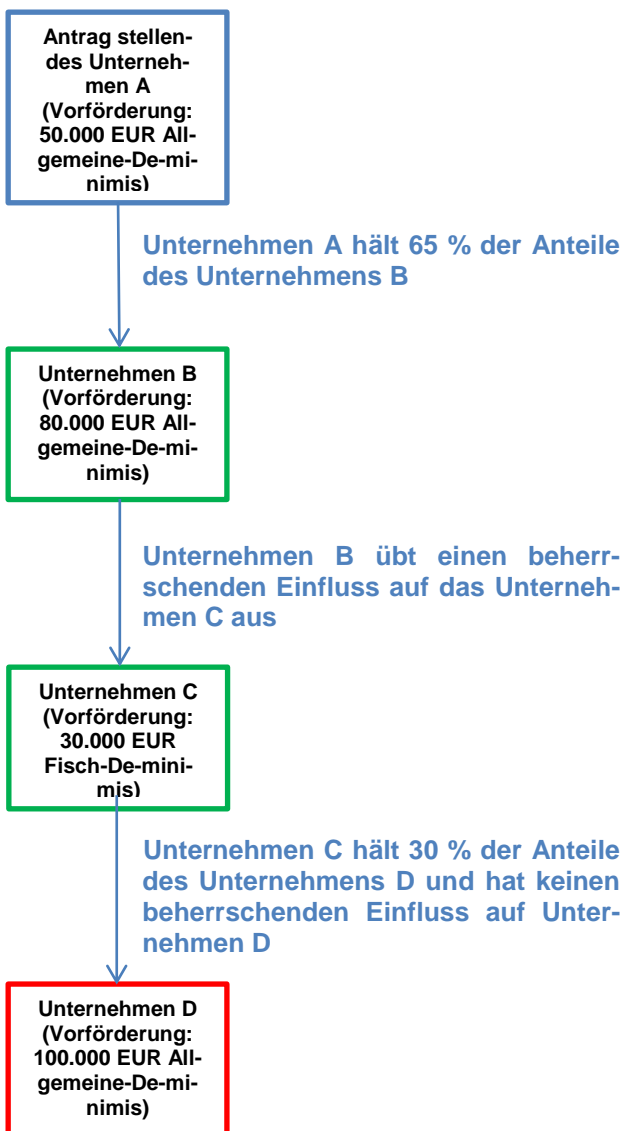 Antrag stellen-
des Unterneh-
men A
(Vorförderung:
50.000 EUR All-
gemeine-De-mi-
nimis)
Unternehmen A hält 65 % der Anteile
des Unternehmens B
Unternehmen B
(Vorförderung:
80.000 EUR All-
gemeine-De-mi-
nimis)
Unternehmen B übt einen beherr-
schenden Einfluss auf das Unterneh-
men C aus
Unternehmen C
(Vorförderung:
30.000 EUR
Fisch-De-mini-
mis)
Unternehmen C hält 30 % der Anteile
des Unternehmens D und hat keinen
beherrschenden Einfluss auf Unter-
nehmen D
Unternehmen D
(Vorförderung:
100.000 EUR All-
gemeine-De-mi-
nimis)